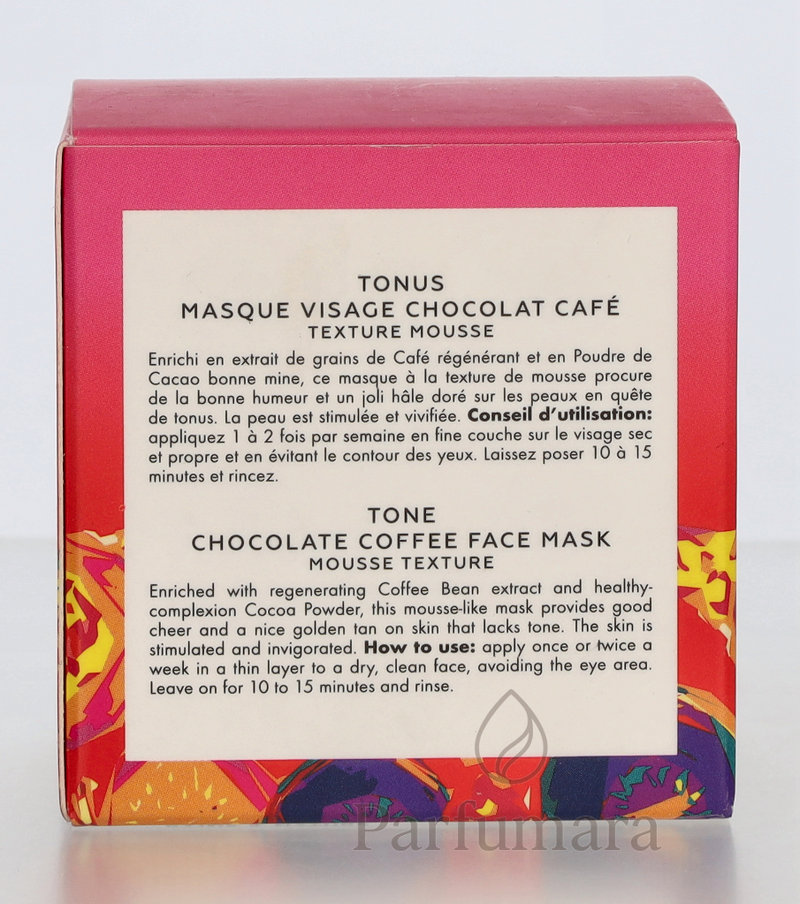 TONUS
MASQUE VISAGE CHOCOLAT CAFÉ
TEXTURE MOUSSE
Enrichi en extrait de grains de Café régénérant et en Poudre de
Cacao bonne mine, ce masque à la texture de mousse procure
de la bonne humeur et un joli hâle doré sur les peaux en quête
de tonus. La peau est stimulée et vivifiée. Conseil d'utilisation:
appliquez 1 à 2 fois par semaine en fine couche sur le visage sec
et propre et en évitant le contour des yeux. Laissez poser 10 à 15
minutes et rincez.
TONE
CHOCOLATE COFFEE FACE MASK
MOUSSE TEXTURE
Enriched with regenerating Coffee Bean extract and healthy-
complexion Cocoa Powder, this mousse-like mask provides good
cheer and a nice golden tan on skin that lacks tone. The skin is
stimulated and invigorated. How to use: apply once or twice a
week in a thin layer to a dry, clean face, avoiding the eye area.
Leave on for 10 to 15 minutes and rinse.
Parfumara